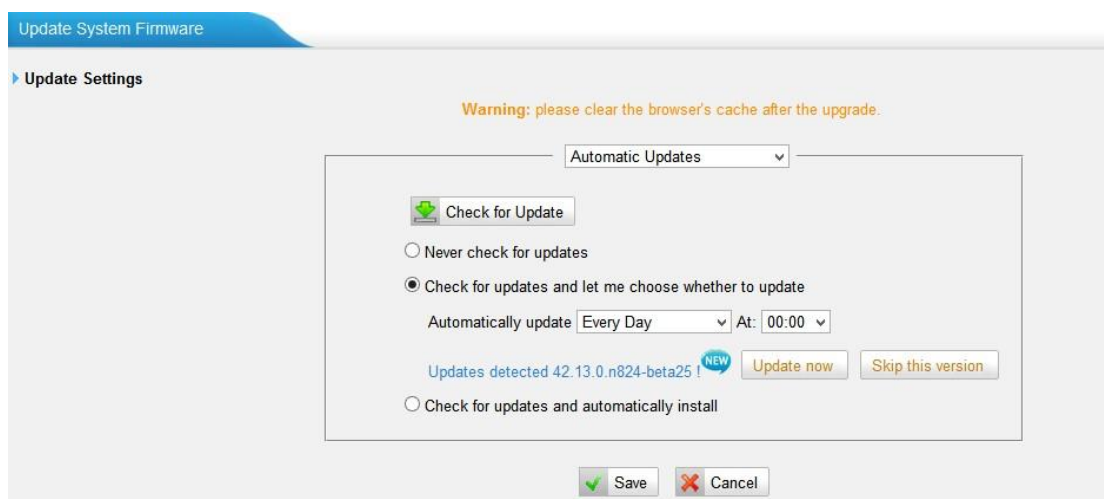 Update System Firmware
Update Settings
Warning: please clear the browser's cache after the upgrade.
Automatic Updates
Check for Update
Never check for updates
Check for updates and let me choose whether to update
Automatically update Every Day At: 00:00
Updates detected 42.13.0.n824-beta25 ! NEW Update now Skip this version
Check for updates and automatically install
Save Cancel